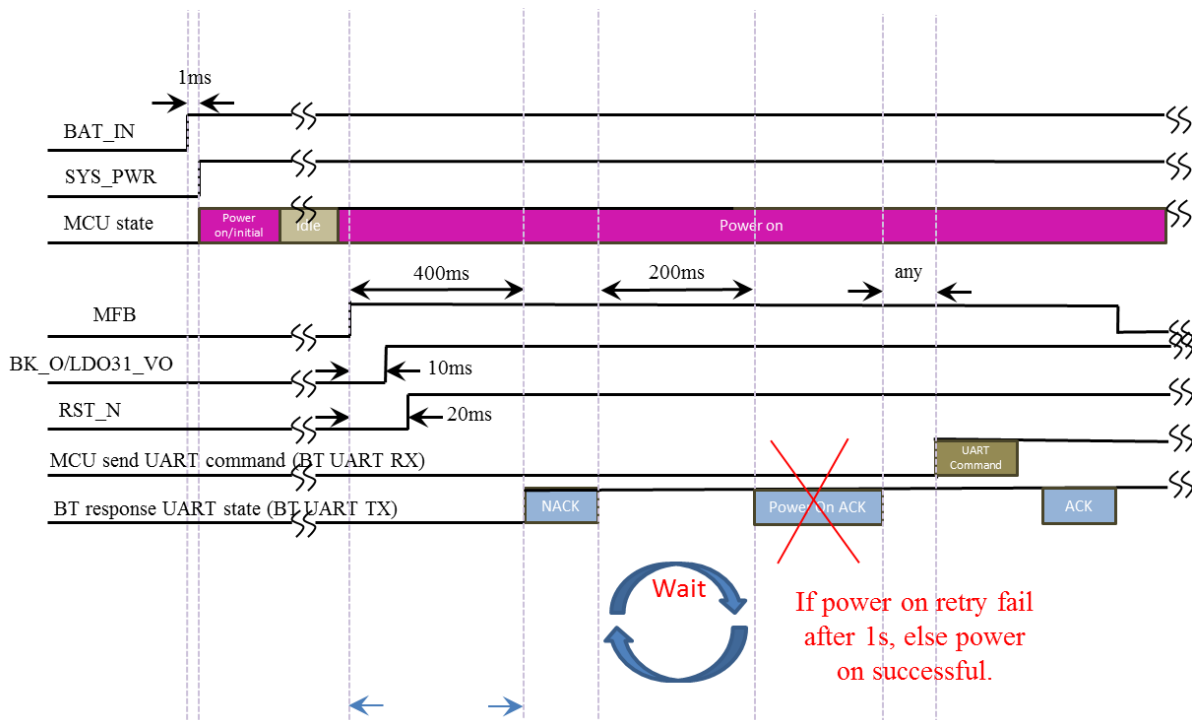 1ms
BAT_IN
SYS_PWR
MCU state
Power
on/initial
Idle
Power on
400ms
200ms
any
MFB
BK_O/LDO31_VO
10ms
RST_N
20ms
MCU send UART command (BT UART RX)
UART
Command
BT response UART state (BT UART TX)
NACK
Power On ACK
ACK
Wait
If power on retry fail
after 1s, else power
on successful.